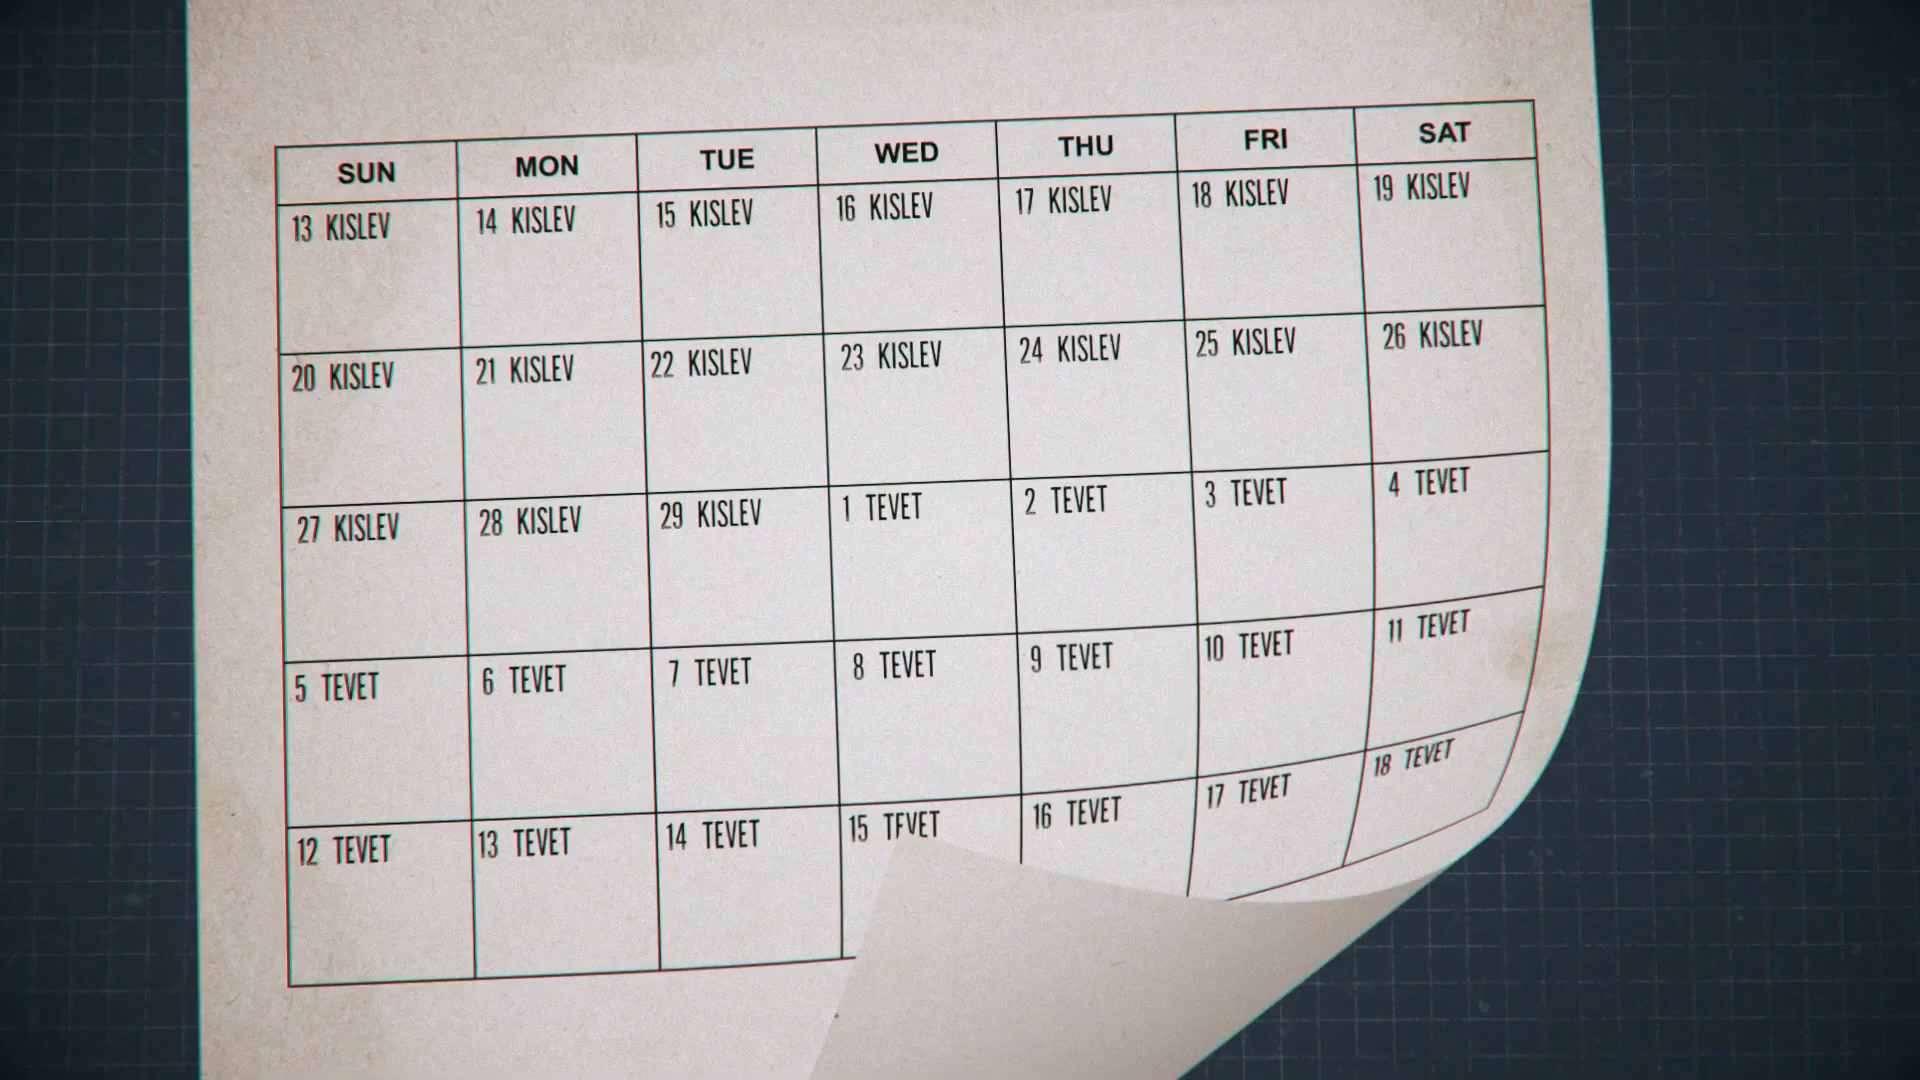 SUN MON TUE WED THU FRI SAT
13 KISLEV 14 KISLEV 15 KISLEV 16 KISLEV 17 KISLEV 18 KISLEV 19 KISLEV
20 KISLEV 21 KISLEV 22 KISLEV 23 KISLEV 24 KISLEV 25 KISLEV 26 KISLEV
27 KISLEV 28 KISLEV 29 KISLEV 1 TEVET 2 TEVET 3 TEVET 4 TEVET
5 TEVET 6 TEVET 7 TEVET 8 TEVET 9 TEVET 10 TEVET 11 TEVET
12 TEVET 13 TEVET 14 TEVET 15 TEVET 16 TEVET 17 TEVET 18 TEVET